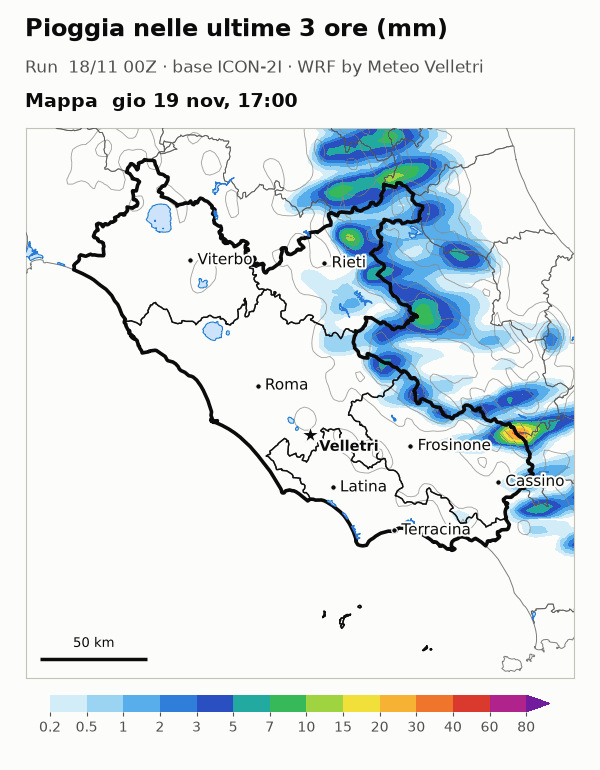 Pioggia nelle ultime 3 ore (mm)
Run  18/11 00Z · base ICON-2I · WRF by Meteo Velletri
Mappa  gio 19 nov, 17:00
Viterbo
Rieti
Roma
Velletri
Frosinone
Latina
Cassino
Terracina
50 km
0.2 0.5 1 2 3 5 7 10 15 20 30 40 60 80